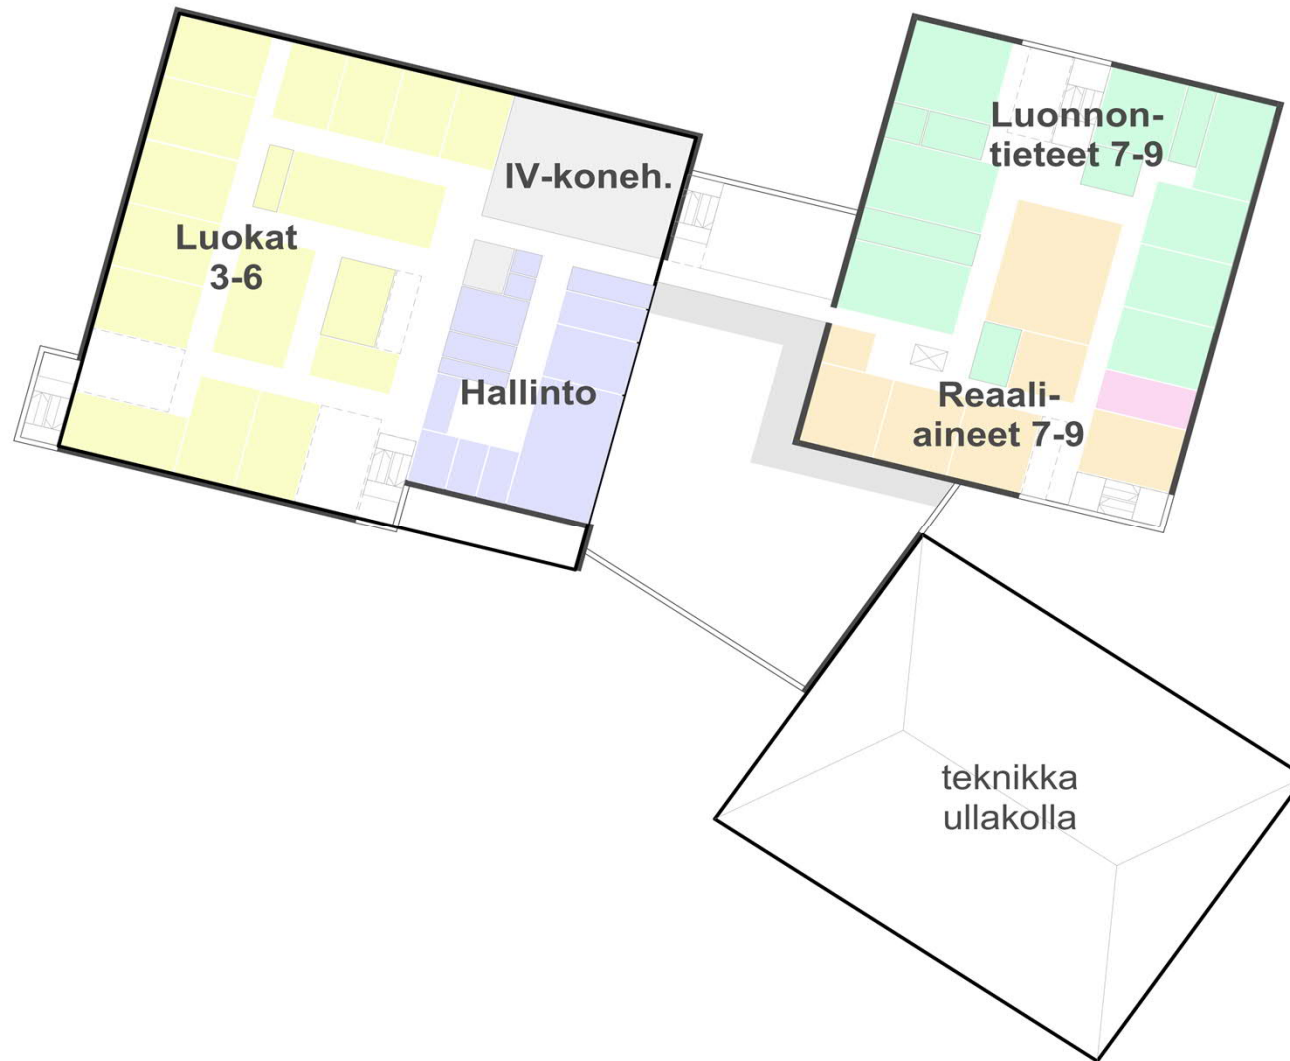 Luonnon-
tieteet 7-9
IV-koneh.
Luokat
3-6
Hallinto
Reaali-
aineet 7-9
teknikka
ullakolla